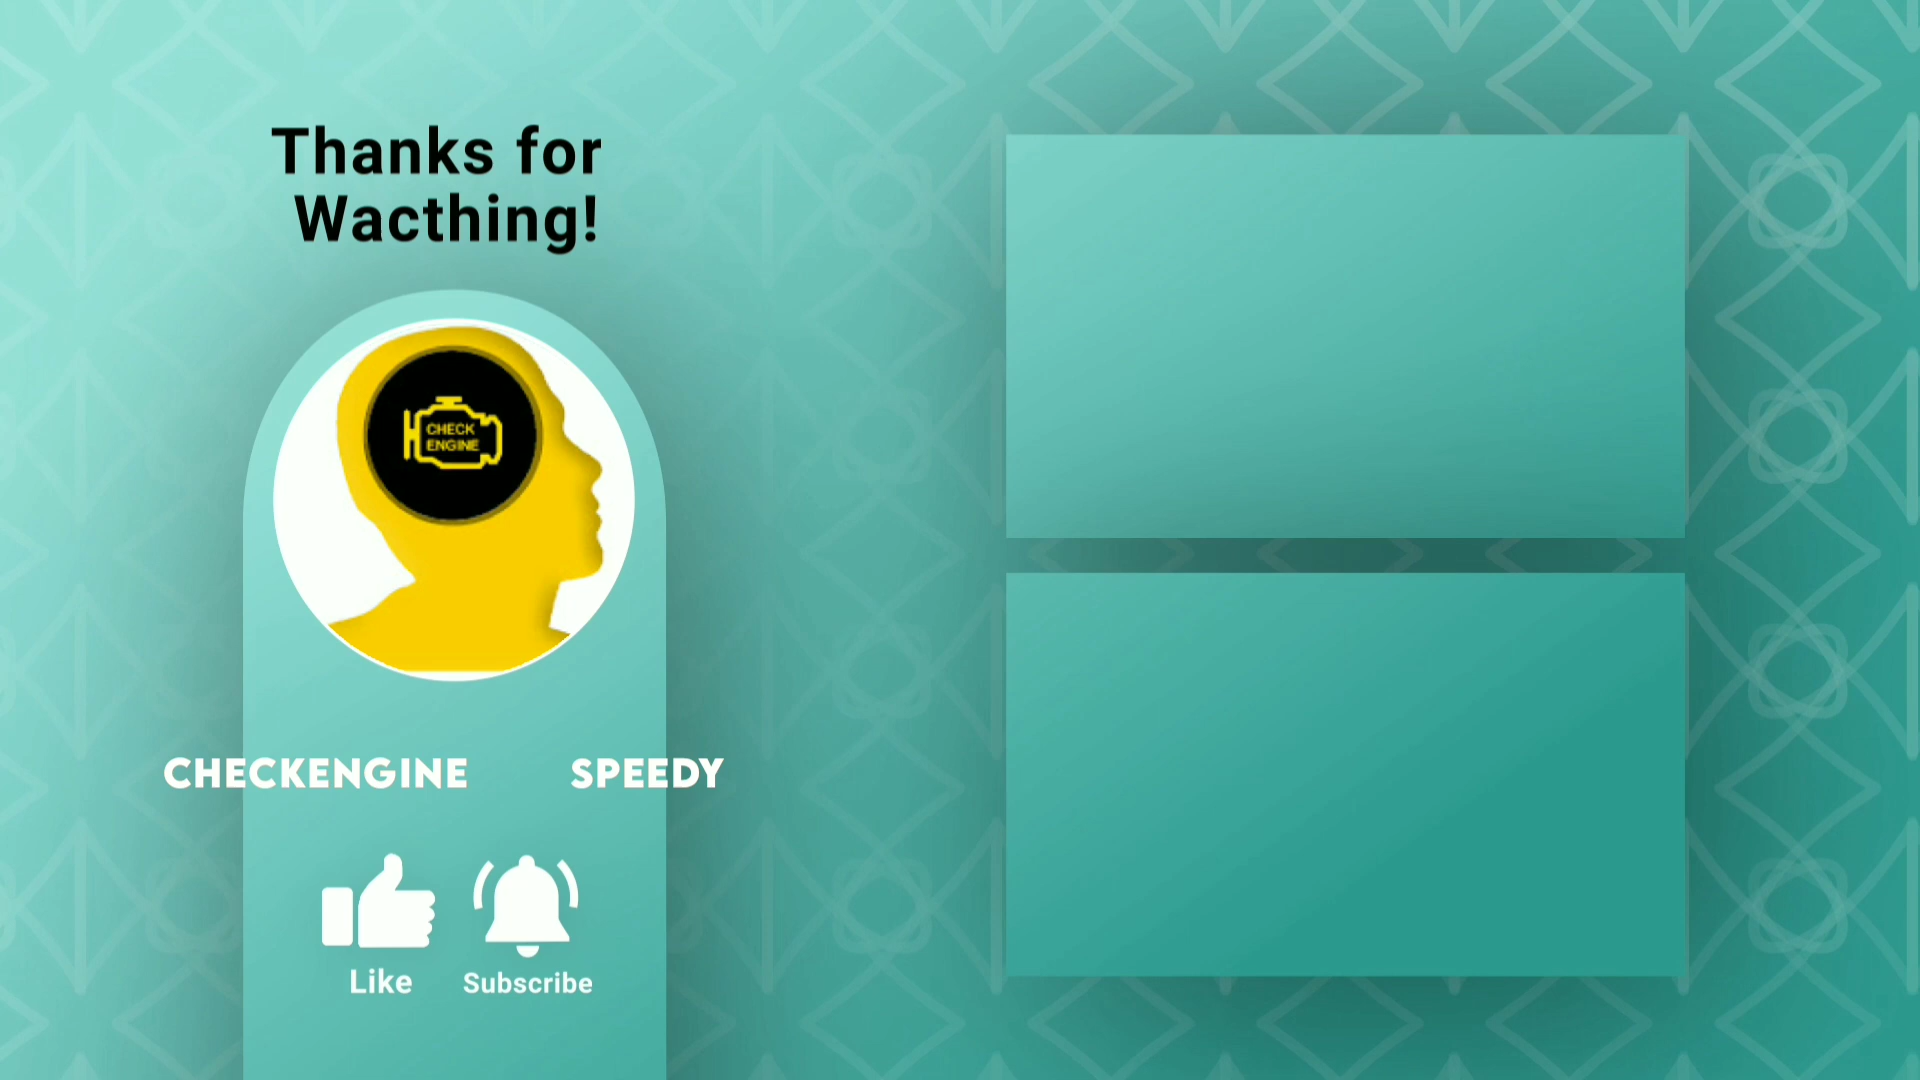 Thanks for
Wacthing!
CHECK
ENGINE
CHECKENGINE SPEEDY
Like Subscribe